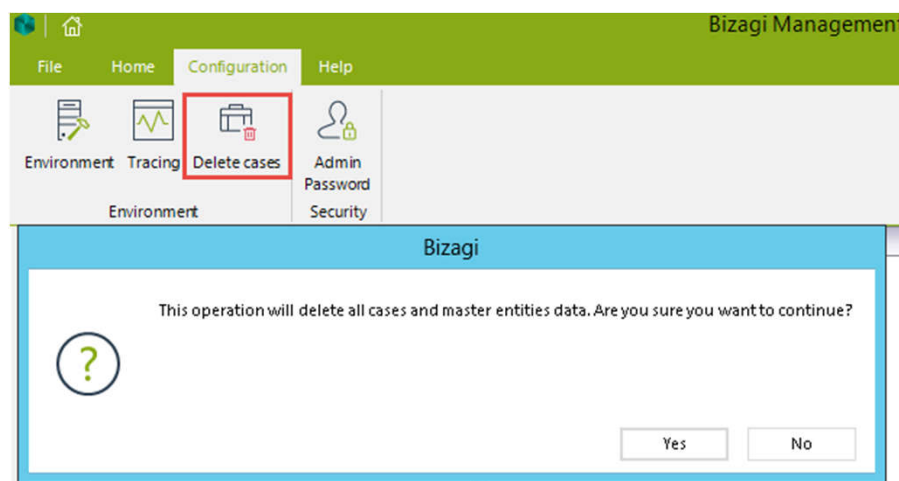 Bizagi Management
File Home Configuration Help
Environment Tracing Delete cases Admin Password
Environment Security
Bizagi
This operation will delete all cases and master entities data. Are you sure you want to continue?
Yes No